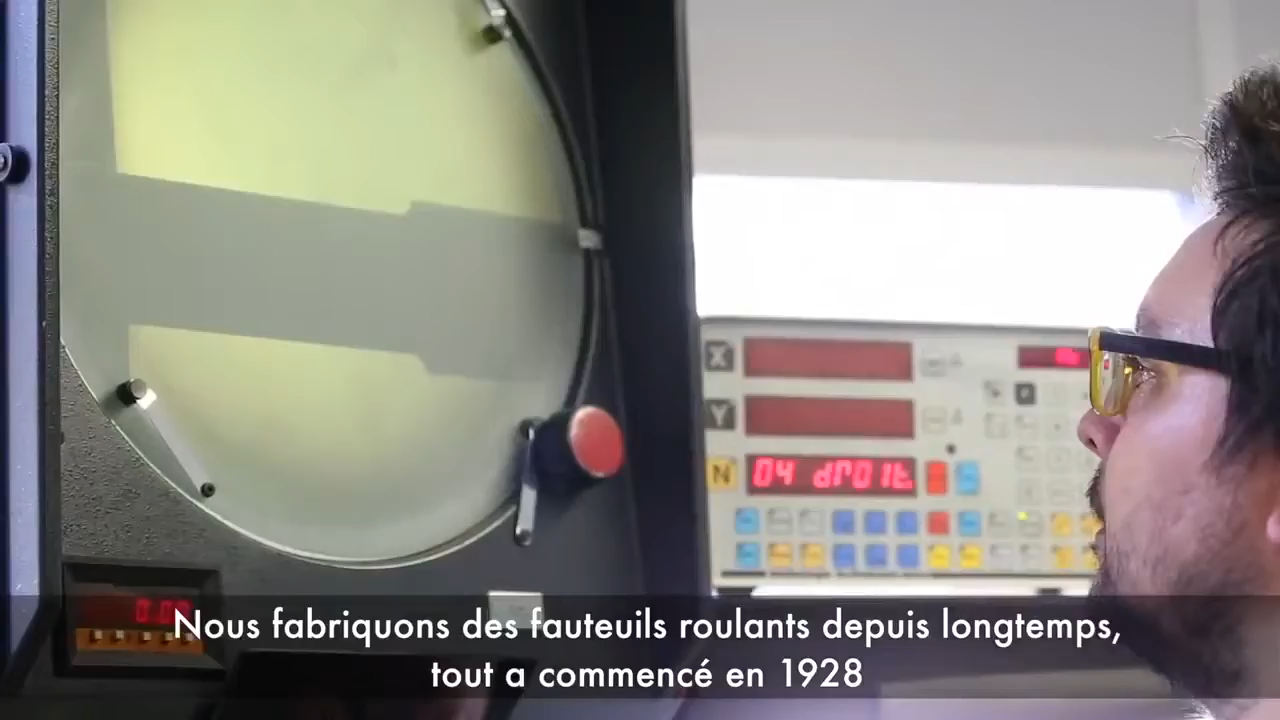 X
Y
N
04 droit
0.00
Nous fabriquons des fauteuils roulants depuis longtemps,
tout a commencé en 1928